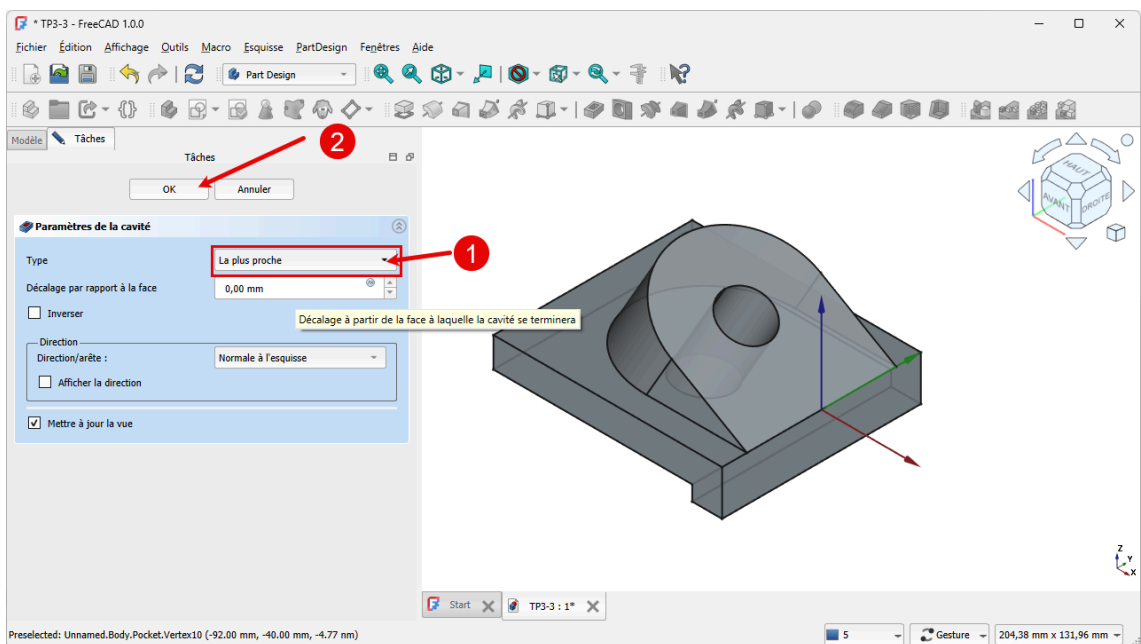 * TP3-3 - FreeCAD 1.0.0
Fichier Édition Affichage Outils Macro Esquisse PartDesign Fenêtres Aide
Part Design
Modèle Tâches
Tâches
2
OK Annuler
Paramètres de la cavité
Type La plus proche
1
Décalage par rapport à la face 0,00 mm
Inverser
Décalage à partir de la face à laquelle la cavité se terminera
Direction
Direction/arête : Normale à l'esquisse
Afficher la direction
Mettre à jour la vue
HAUT
AVANT DROITE
Z
Y
X
Start TP3-3 : 1*
Preselected: Unnamed.Body.Pocket.Vertex10 (-92.00 mm, -40.00 mm, -4.77 nm) 5 Gesture 204,38 mm x 131,96 mm